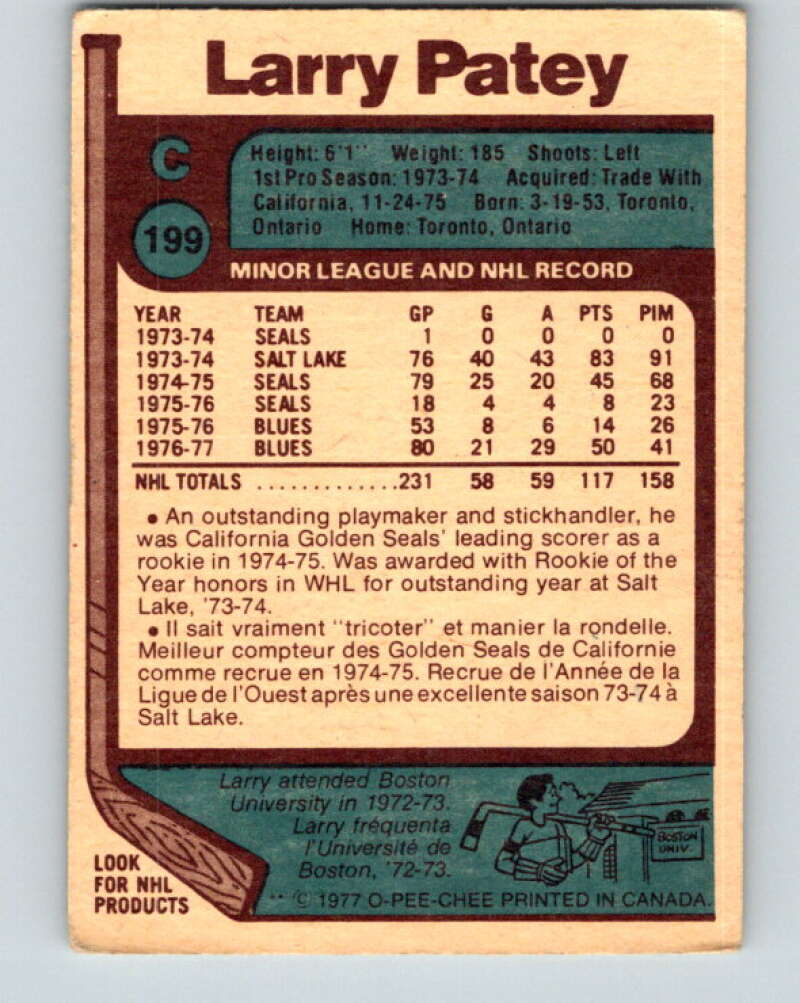 Larry Patey
C
199
Height: 6'1" Weight: 185 Shoots: Left
1st Pro Season: 1973-74 Acquired: Trade With
California, 11-24-75 Born: 3-19-53, Toronto,
Ontario Home: Toronto, Ontario
MINOR LEAGUE AND NHL RECORD
YEAR TEAM GP G A PTS PIM
1973-74 SEALS 1 0 0 0 0
1973-74 SALT LAKE 76 40 43 83 91
1974-75 SEALS 79 25 20 45 68
1975-76 SEALS 18 4 4 8 23
1975-76 BLUES 53 8 6 14 26
1976-77 BLUES 80 21 29 50 41
NHL TOTALS .............231 58 59 117 158
• An outstanding playmaker and stickhandler, he
was California Golden Seals' leading scorer as a
rookie in 1974-75. Was awarded with Rookie of the
Year honors in WHL for outstanding year at Salt
Lake, '73-74.
• Il sait vraiment "tricoter" et manier la rondelle.
Meilleur compteur des Golden Seals de Californie
comme recrue en 1974-75. Recrue de l'Année de la
Ligue de l'Ouest après une excellente saison 73-74 à
Salt Lake.
Larry attended Boston
University in 1972-73.
Larry fréquenta
l'Université de
Boston, '72-73.
BOSTON
UNIV.
LOOK
FOR NHL
PRODUCTS
** © 1977 O-PEE-CHEE PRINTED IN CANADA.